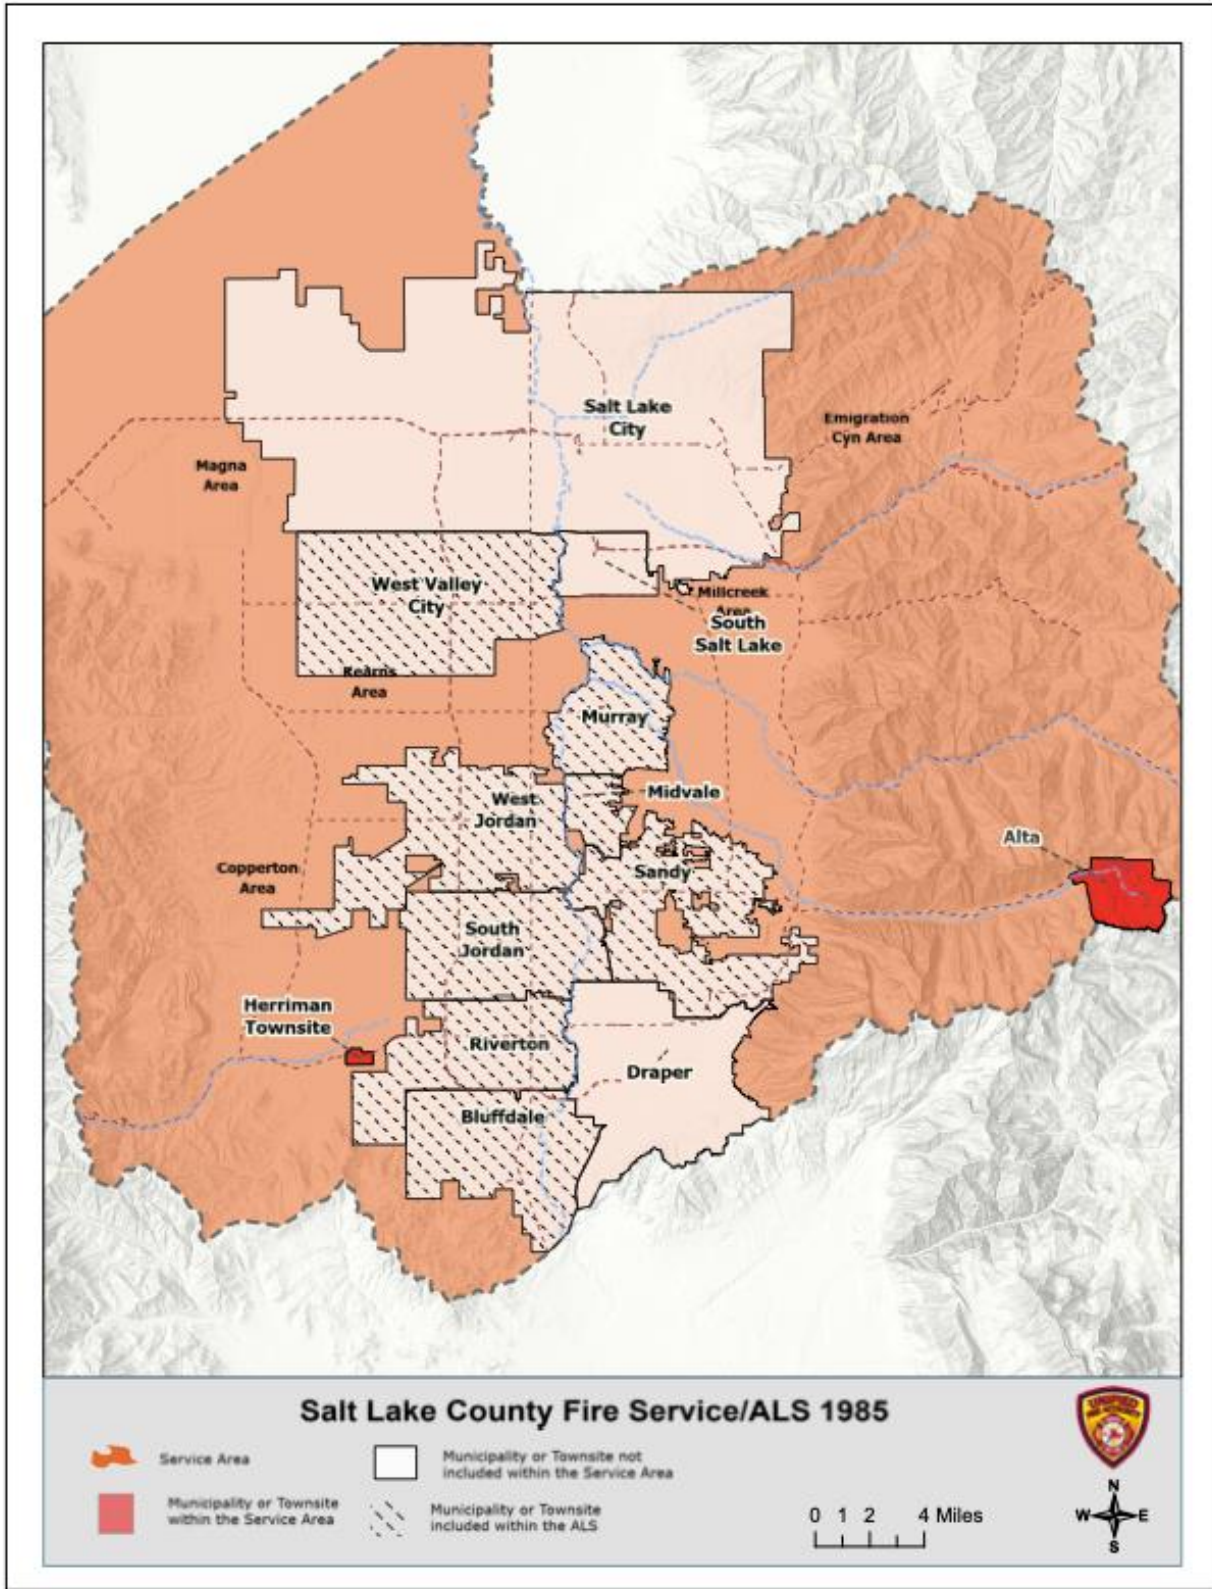 Salt Lake
City
Emigration
Cyn Area
Magna
Area
West Valley
City
Millcreek
Area
South
Salt Lake
Kearns
Area
Murray
Midvale
West
Jordan
Alta
Copperton
Area
Sandy
South
Jordan
Herriman
Townsite
Riverton
Draper
Bluffdale
Salt Lake County Fire Service/ALS 1985
Service Area
Municipality or Townsite not
included within the Service Area
Municipality or Townsite
within the Service Area
Municipality or Townsite
included within the ALS
0 1 2 4 Miles
UNIFIED
FIRE AUTHORITY
N
W E
S